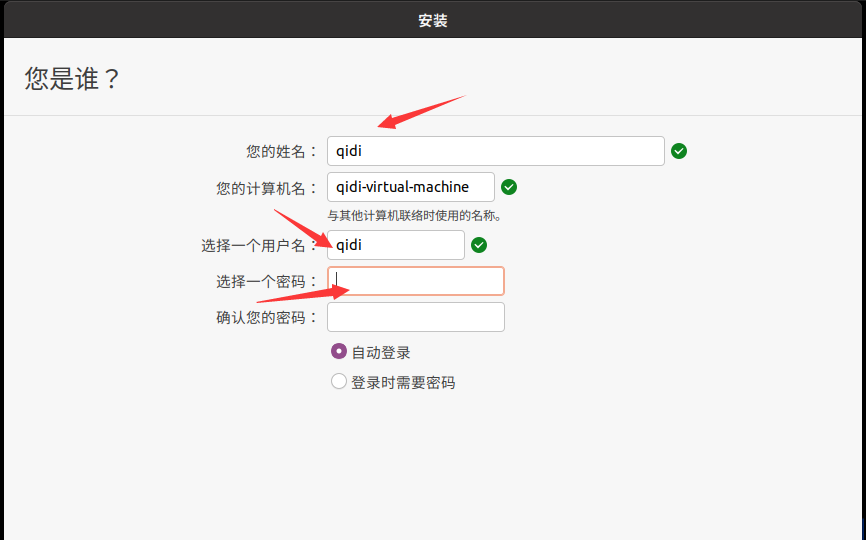 安装
您是谁？
您的姓名： qidi
您的计算机名： qidi-virtual-machine
与其他计算机联络时使用的名称。
选择一个用户名： qidi
选择一个密码：
确认您的密码：
自动登录
登录时需要密码